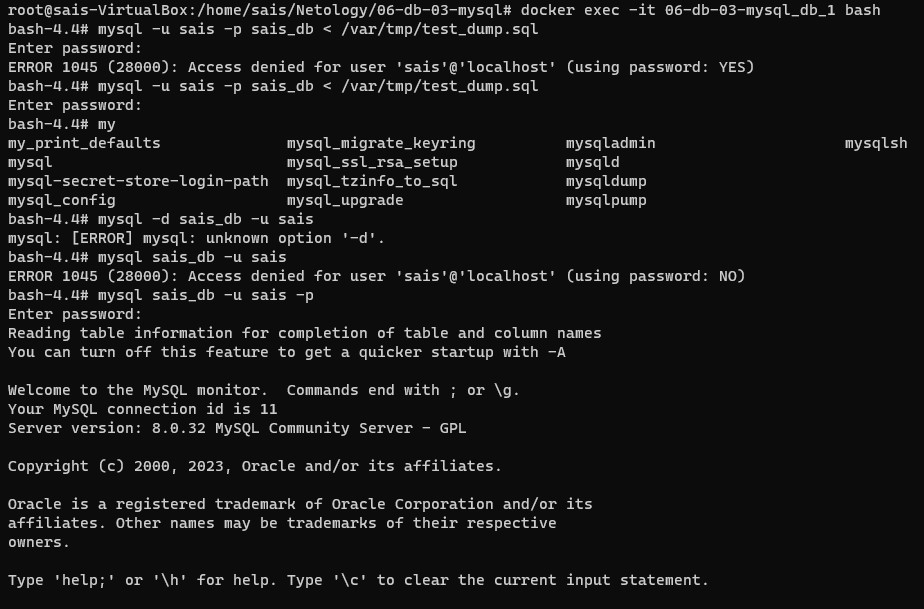 root@sais-VirtualBox:/home/sais/Netology/06-db-03-mysql# docker exec -it 06-db-03-mysql_db_1 bash
bash-4.4# mysql -u sais -p sais_db < /var/tmp/test_dump.sql
Enter password:
ERROR 1045 (28000): Access denied for user 'sais'@'localhost' (using password: YES)
bash-4.4# mysql -u sais -p sais_db < /var/tmp/test_dump.sql
Enter password:
bash-4.4# my
my_print_defaults              mysql_migrate_keyring          mysqladmin                     mysqlsh
mysql                          mysql_ssl_rsa_setup            mysqld
mysql-secret-store-login-path  mysql_tzinfo_to_sql            mysqldump
mysql_config                   mysql_upgrade                  mysqlpump
bash-4.4# mysql -d sais_db -u sais
mysql: [ERROR] mysql: unknown option '-d'.
bash-4.4# mysql sais_db -u sais
ERROR 1045 (28000): Access denied for user 'sais'@'localhost' (using password: NO)
bash-4.4# mysql sais_db -u sais -p
Enter password:
Reading table information for completion of table and column names
You can turn off this feature to get a quicker startup with -A

Welcome to the MySQL monitor.  Commands end with ; or \g.
Your MySQL connection id is 11
Server version: 8.0.32 MySQL Community Server - GPL

Copyright (c) 2000, 2023, Oracle and/or its affiliates.

Oracle is a registered trademark of Oracle Corporation and/or its
affiliates. Other names may be trademarks of their respective
owners.

Type 'help;' or '\h' for help. Type '\c' to clear the current input statement.